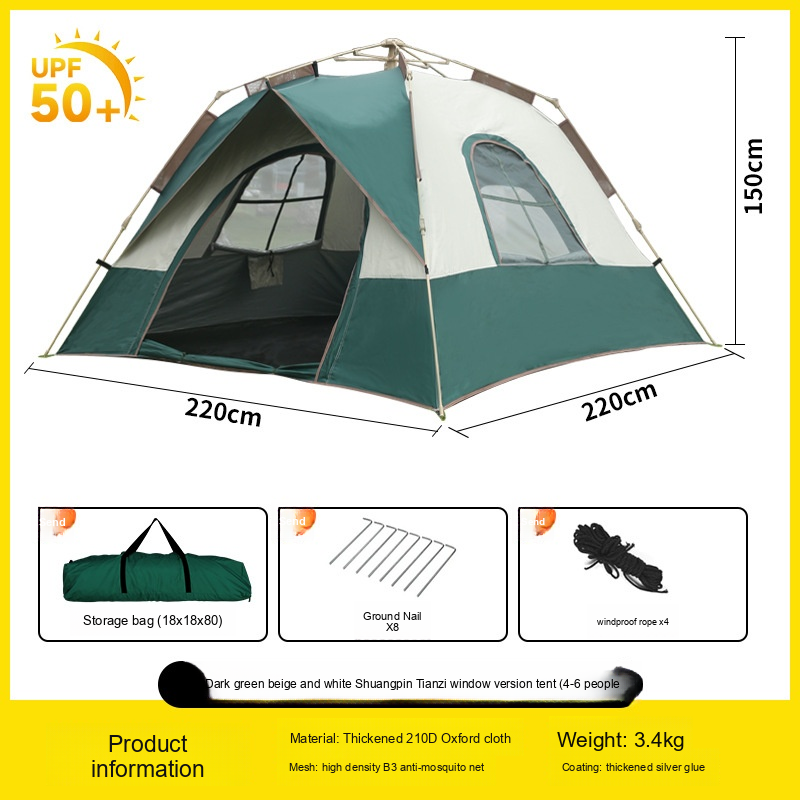 UPF
50+
150cm
220cm
220cm
Storage bag (18x18x80)
Ground Nail
X8
windproof rope x4
Dark green beige and white Shuangpin Tianzi window version tent (4-6 people
Product
information
Material: Thickened 210D Oxford cloth
Weight: 3.4kg
Mesh: high density B3 anti-mosquito net
Coating: thickened silver glue